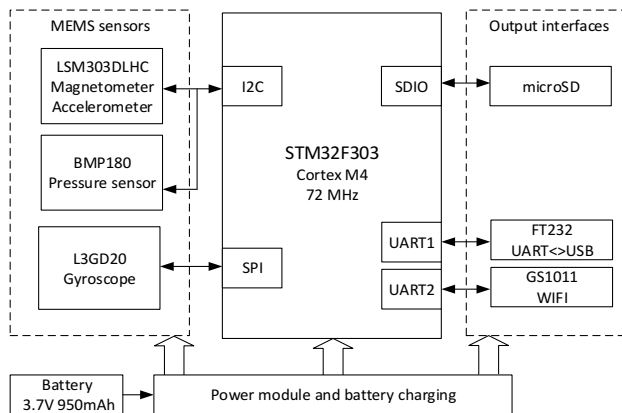 MEMS sensors
LSM303DLHC
Magnetometer
Accelerometer
BMP180
Pressure sensor
L3GD20
Gyroscope
I2C
SPI
STM32F303
Cortex M4
72 MHz
SDIO
UART1
UART2
Output interfaces
microSD
FT232
UART<>USB
GS1011
WIFI
Battery
3.7V 950mAh
Power module and battery charging